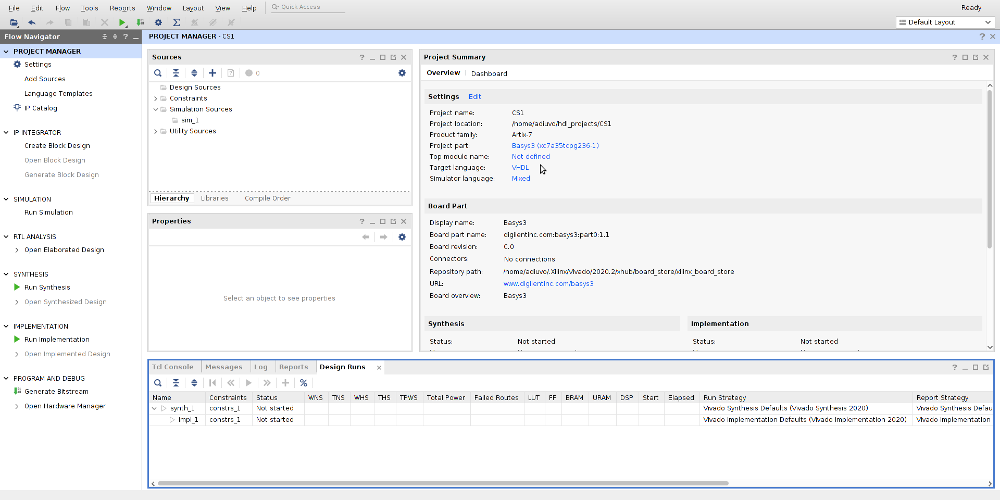 File Edit Flow Tools Reports Window Layout View Help Quick Access Ready
Default Layout
Flow Navigator ?
PROJECT MANAGER
Settings
Add Sources
Language Templates
IP Catalog
IP INTEGRATOR
Create Block Design
Open Block Design
Generate Block Design
SIMULATION
Run Simulation
RTL ANALYSIS
Open Elaborated Design
SYNTHESIS
Run Synthesis
Open Synthesized Design
IMPLEMENTATION
Run Implementation
Open Implemented Design
PROGRAM AND DEBUG
Generate Bitstream
Open Hardware Manager
PROJECT MANAGER - CS1 ?
Sources ?
0
Design Sources
Constraints
Simulation Sources
sim_1
Utility Sources
Hierarchy Libraries Compile Order
Properties ?
Select an object to see properties
Project Summary ?
Overview | Dashboard
Settings Edit
Project name: CS1
Project location: /home/adiuvo/hdl_projects/CS1
Product family: Artix-7
Project part: Basys3 (xc7a35tcpg236-1)
Top module name: Not defined
Target language: VHDL
Simulator language: Mixed
Board Part
Display name: Basys3
Board part name: digilentinc.com:basys3:part0:1.1
Board revision: C.0
Connectors: No connections
Repository path: /home/adiuvo/.Xilinx/Vivado/2020.2/xhub/board_store/xilinx_board_store
URL: www.digilentinc.com/basys3
Board overview: Basys3
Synthesis Implementation
Status: Not started Status: Not started
Tcl Console Messages Log Reports Design Runs ?
%
Name Constraints Status WNS TNS WHS THS TPWS Total Power Failed Routes LUT FF BRAM URAM DSP Start Elapsed Run Strategy Report Strategy
synth_1 constrs_1 Not started Vivado Synthesis Defaults (Vivado Synthesis 2020) Vivado Synthesis Defau
impl_1 constrs_1 Not started Vivado Implementation Defaults (Vivado Implementation 2020) Vivado Implementation